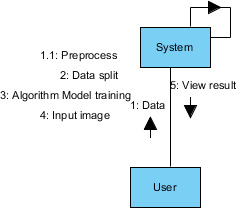 System
1.1: Preprocess
2: Data split
5: View result
3: Algorithm Model training
1: Data
4: Input image
User